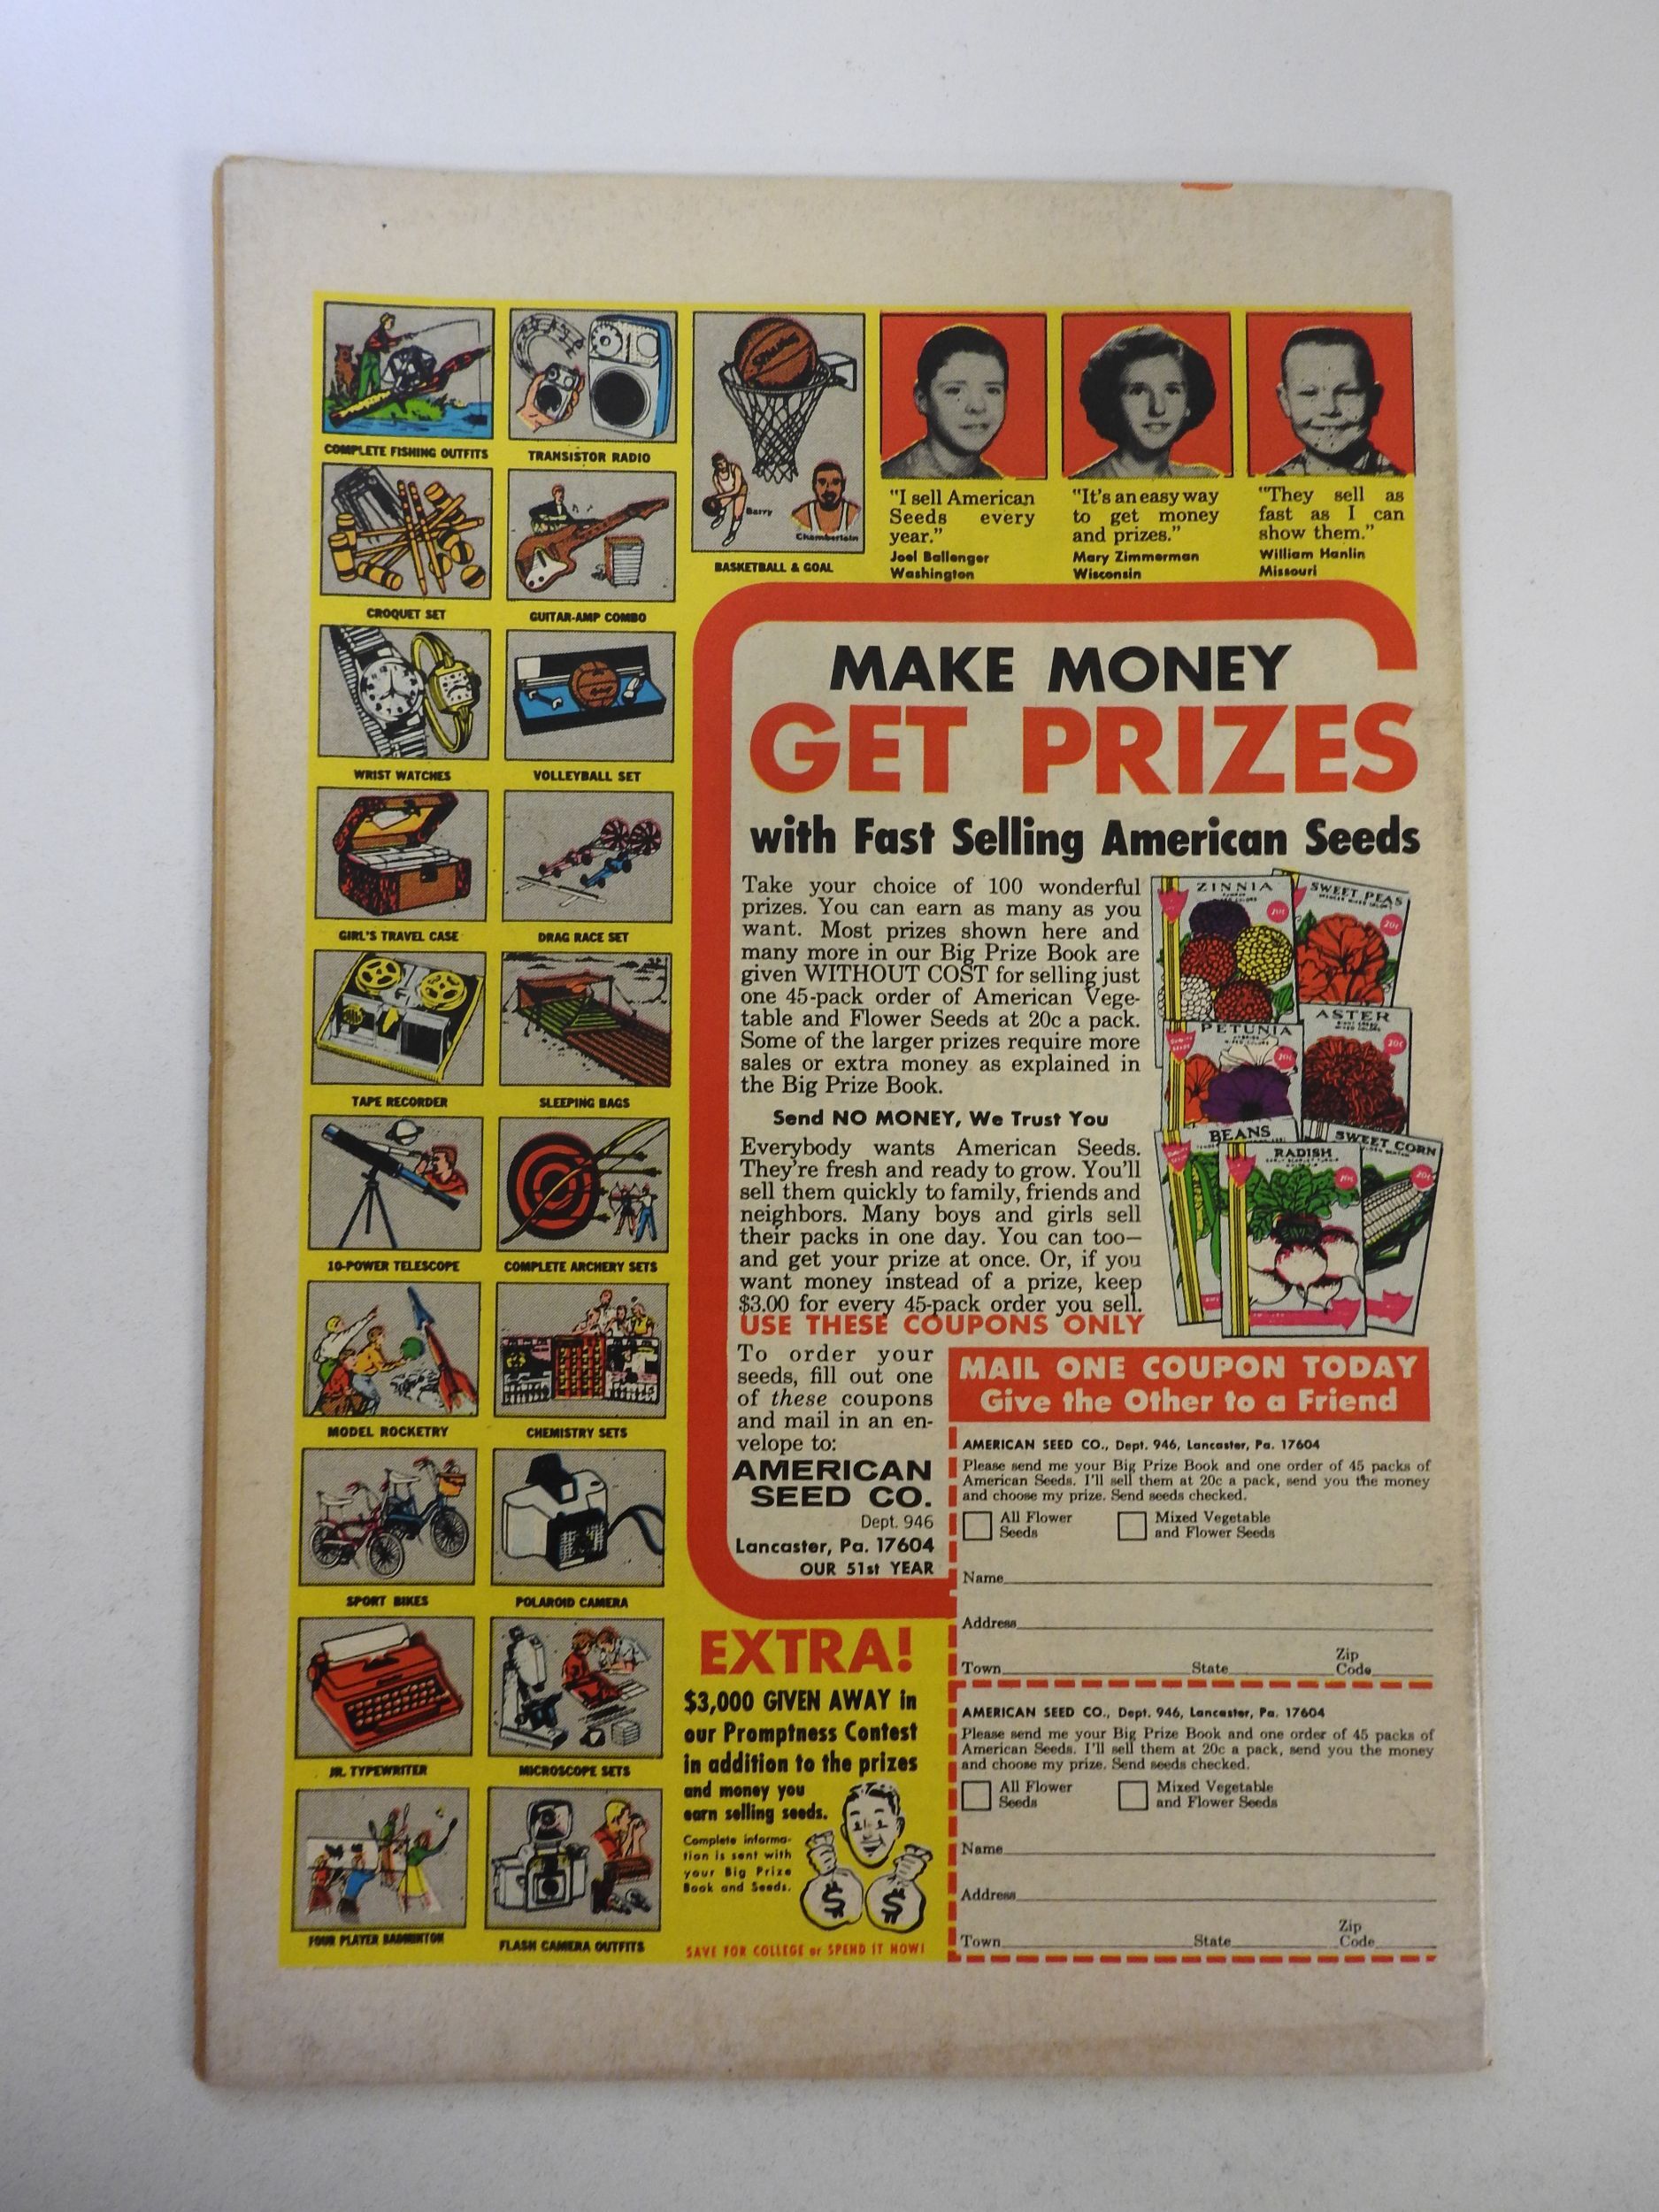 COMPLETE FISHING OUTFITS
TRANSISTOR RADIO
CROQUET SET
GUITAR-AMP COMBO
WRIST WATCHES
VOLLEYBALL SET
GIRL'S TRAVEL CASE
DRAG RACE SET
TAPE RECORDER
SLEEPING BAGS
10-POWER TELESCOPE
COMPLETE ARCHERY SETS
MODEL ROCKETRY
CHEMISTRY SETS
SPORT BIKES
POLAROID CAMERA
JR. TYPEWRITER
MICROSCOPE SETS
FOUR PLAYER BADMINTON
FLASH CAMERA OUTFITS
Barry
Chamberlain
BASKETBALL & GOAL
"I sell American
Seeds every
year."
Joel Ballenger
Washington
"It's an easy way
to get money
and prizes."
Mary Zimmerman
Wisconsin
"They sell as
fast as I can
show them."
William Hanlin
Missouri
MAKE MONEY
GET PRIZES
with Fast Selling American Seeds
Take your choice of 100 wonderful
prizes. You can earn as many as you
want. Most prizes shown here and
many more in our Big Prize Book are
given WITHOUT COST for selling just
one 45-pack order of American Vege-
table and Flower Seeds at 20c a pack.
Some of the larger prizes require more
sales or extra money as explained in
the Big Prize Book.
Send NO MONEY, We Trust You
Everybody wants American Seeds.
They're fresh and ready to grow. You'll
sell them quickly to family, friends and
neighbors. Many boys and girls sell
their packs in one day. You can too—
and get your prize at once. Or, if you
want money instead of a prize, keep
$3.00 for every 45-pack order you sell.
USE THESE COUPONS ONLY
ZINNIA
20c
SWEET PEAS
20c
PETUNIA
20c
ASTER
20c
BEANS
RADISH
20c
SWEET CORN
20c
To order your
seeds, fill out one
of these coupons
and mail in an en-
velope to:
AMERICAN
SEED CO.
Dept. 946
Lancaster, Pa. 17604
OUR 51st YEAR
MAIL ONE COUPON TODAY
Give the Other to a Friend
AMERICAN SEED CO., Dept. 946, Lancaster, Pa. 17604
Please send me your Big Prize Book and one order of 45 packs of
American Seeds. I'll sell them at 20c a pack, send you the money
and choose my prize. Send seeds checked.
All Flower
Seeds
Mixed Vegetable
and Flower Seeds
Name
Address
Town State Zip
Code
AMERICAN SEED CO., Dept. 946, Lancaster, Pa. 17604
Please send me your Big Prize Book and one order of 45 packs of
American Seeds. I'll sell them at 20c a pack, send you the money
and choose my prize. Send seeds checked.
All Flower
Seeds
Mixed Vegetable
and Flower Seeds
Name
Address
Town State Zip
Code
EXTRA!
$3,000 GIVEN AWAY in
our Promptness Contest
in addition to the prizes
and money you
earn selling seeds.
Complete informa-
tion is sent with
your Big Prize
Book and Seeds.
$ $
SAVE FOR COLLEGE or SPEND IT NOW!